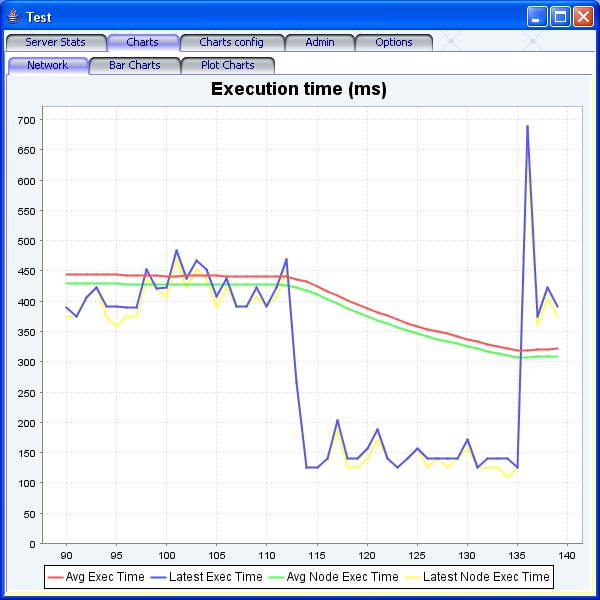 Test
Server Stats Charts Charts config Admin Options
Network Bar Charts Plot Charts
Execution time (ms)
700
650
600
550
500
450
400
350
300
250
200
150
100
50
0
90 95 100 105 110 115 120 125 130 135 140
Avg Exec Time Latest Exec Time Avg Node Exec Time Latest Node Exec Time